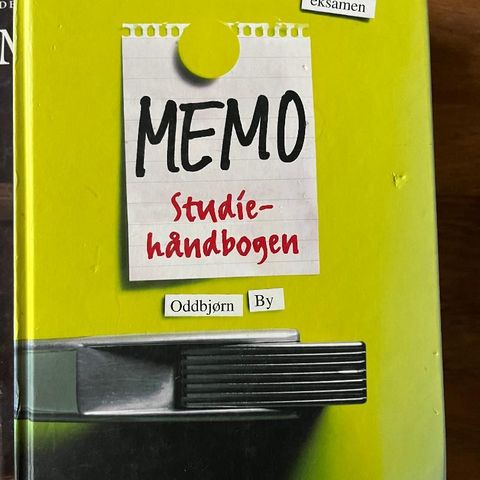 eksamen
MEMO
Studie-
håndbogen
Oddbjørn By